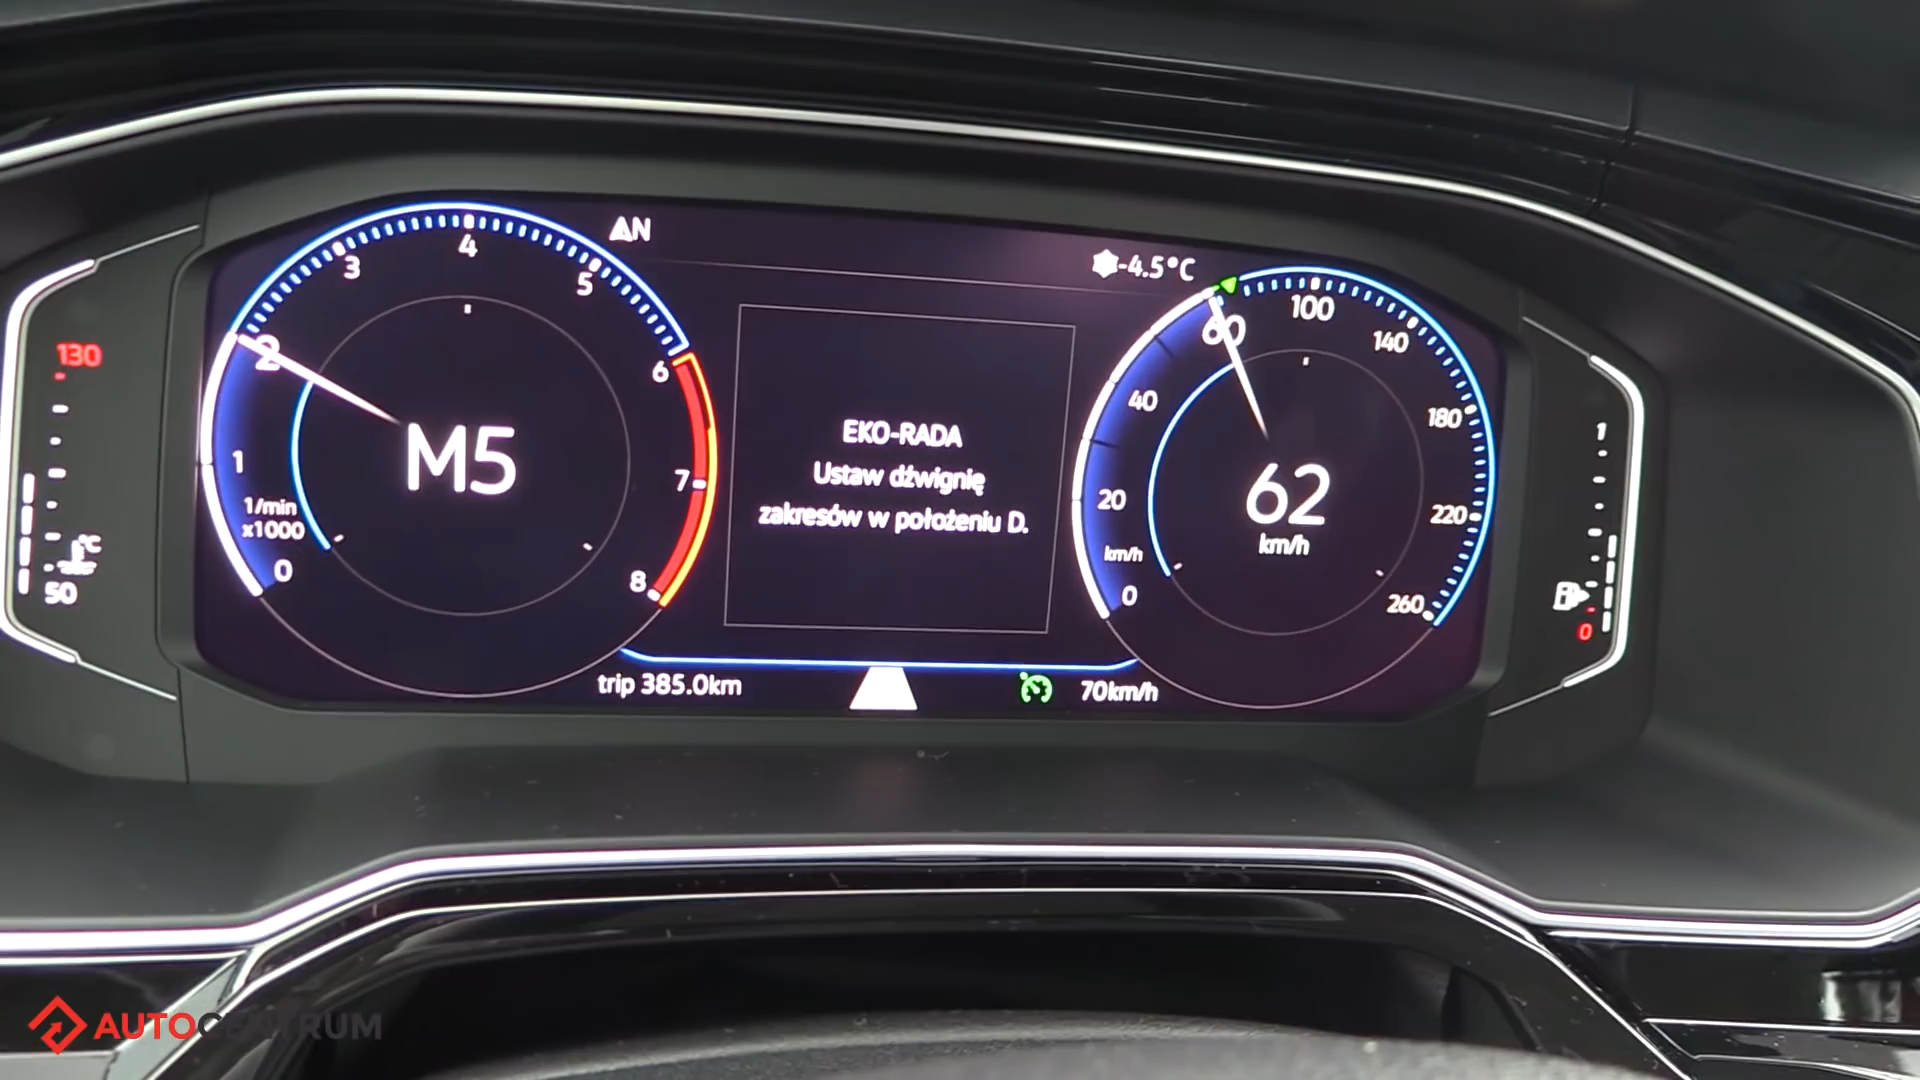 N
-4.5°C
130
50
°C
0
1
2
3
4
5
6
7
8
1/min
x1000
M5
EKO-RADA
Ustaw dźwignię
zakresów w położeniu D.
0
20
40
60
100
140
180
220
260
km/h
62
km/h
1
0
trip 385.0km
70km/h
AUTOCENTRUM